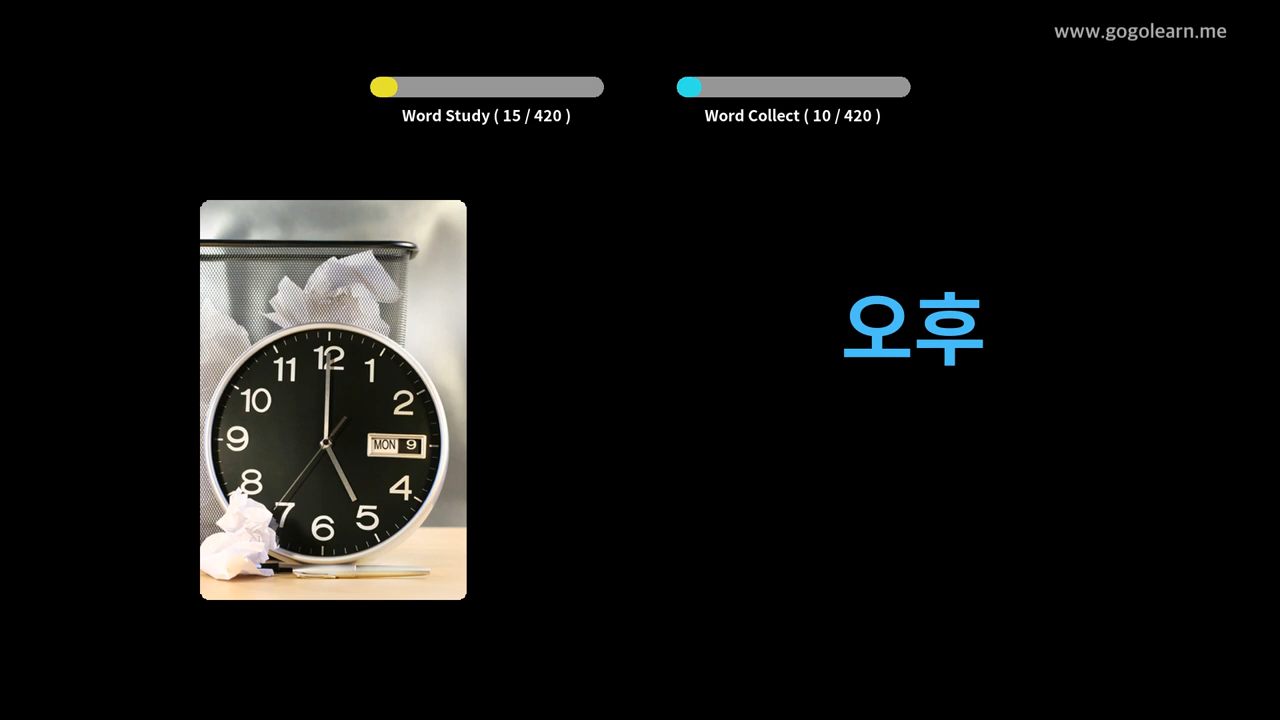 www.gogolearn.me
Word Study ( 15 / 420 )
Word Collect ( 10 / 420 )
오후
12
11
1
10
2
9
MON 9
8
4
7
5
6